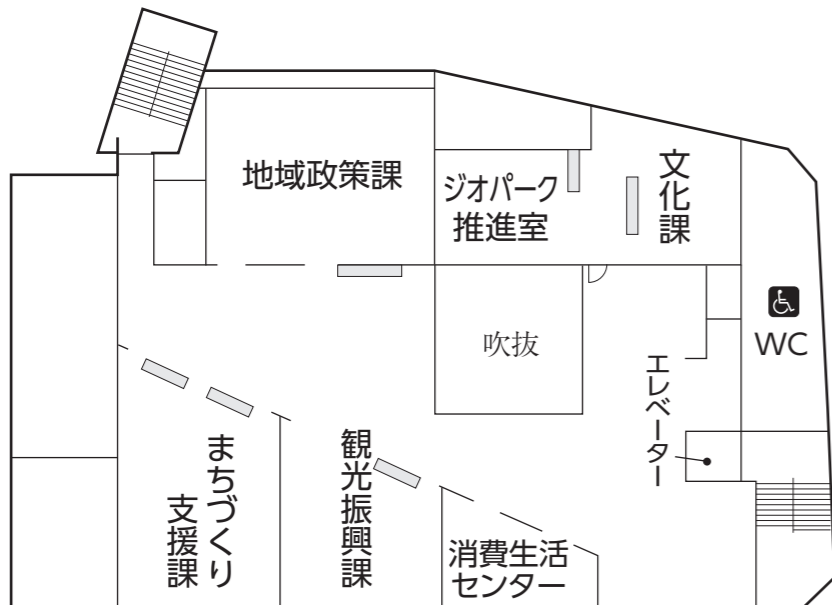 地域政策課
ジオパーク
推進室
文化課
吹抜
WC
エレベーター
まちづくり
支援課
観光振興課
消費生活
センター